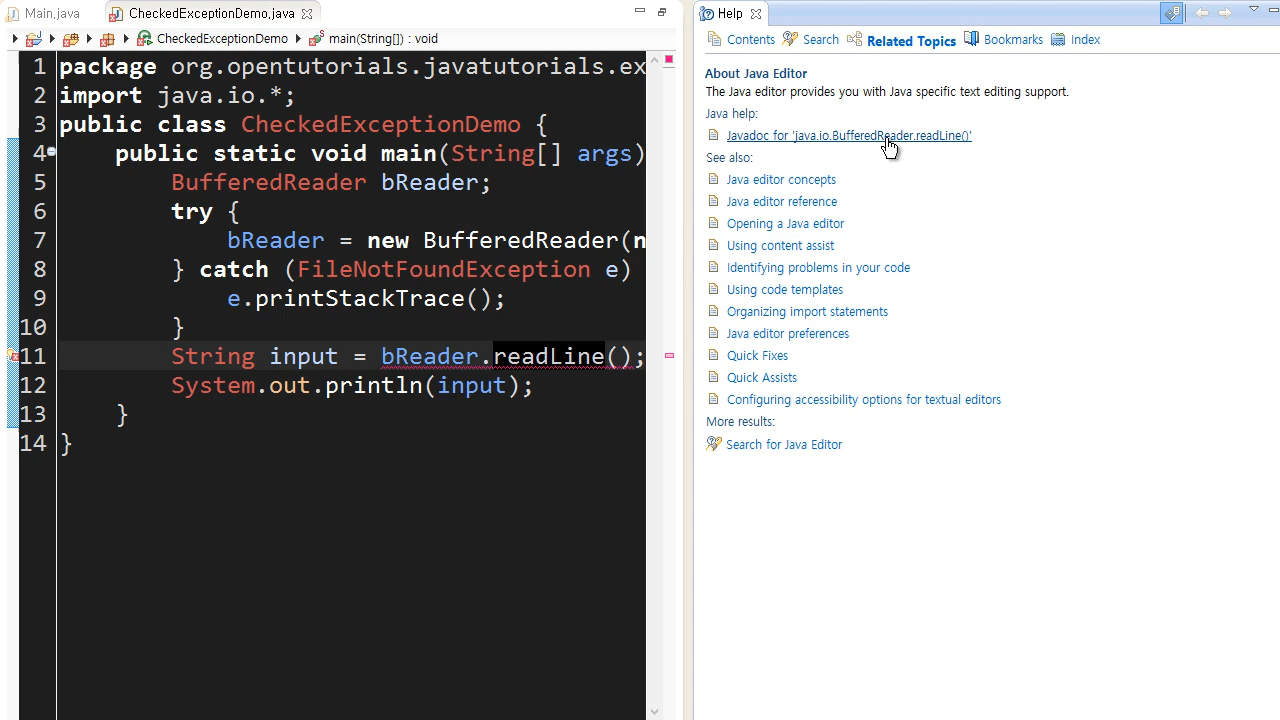 Main.java
CheckedExceptionDemo.java
CheckedExceptionDemo
main(String[]) : void
1 package org.opentutorials.javatutorials.ex
2 import java.io.*;
3 public class CheckedExceptionDemo {
4 public static void main(String[] args)
5 BufferedReader bReader;
6 try {
7 bReader = new BufferedReader(n
8 } catch (FileNotFoundException e)
9 e.printStackTrace();
10 }
11 String input = bReader.readLine();
12 System.out.println(input);
13 }
14 }
Help
Contents Search Related Topics Bookmarks Index
About Java Editor
The Java editor provides you with Java specific text editing support.
Java help:
Javadoc for 'java.io.BufferedReader.readLine()'
See also:
Java editor concepts
Java editor reference
Opening a Java editor
Using content assist
Identifying problems in your code
Using code templates
Organizing import statements
Java editor preferences
Quick Fixes
Quick Assists
Configuring accessibility options for textual editors
More results:
Search for Java Editor